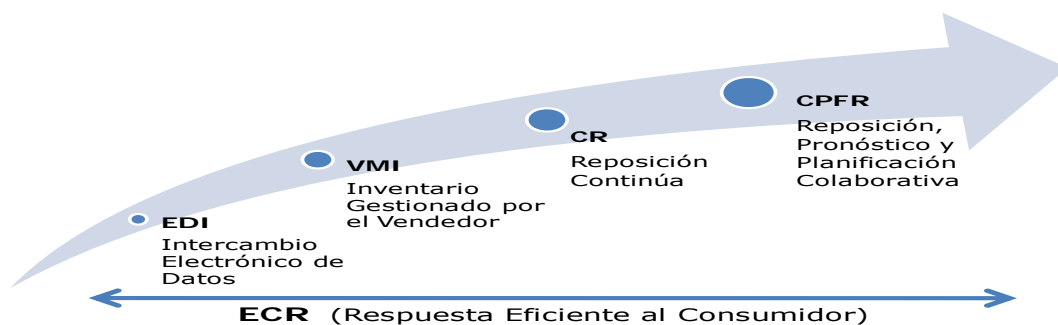 EDI
Intercambio
Electrónico de
Datos
VMI
Inventario
Gestionado por
el Vendedor
CR
Reposición
Continúa
CPFR
Reposición,
Pronóstico y
Planificación
Colaborativa
ECR (Respuesta Eficiente al Consumidor)